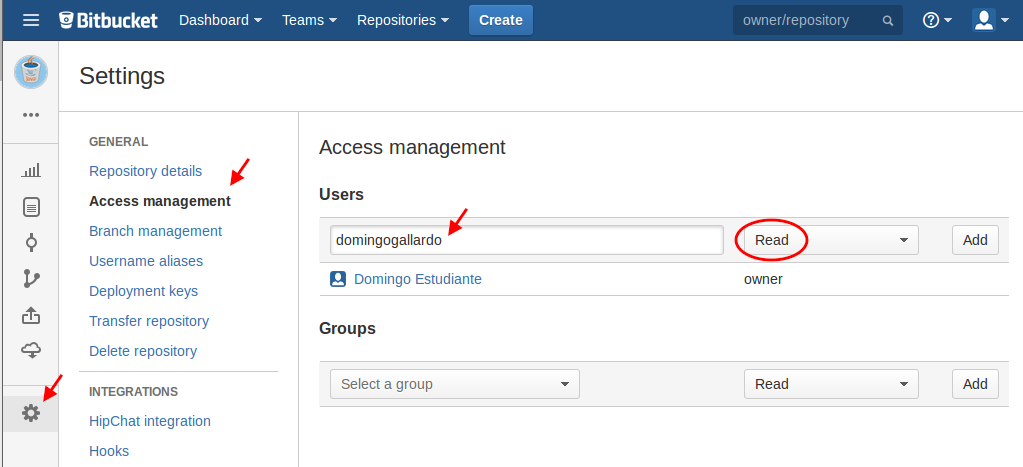 Bitbucket Dashboard Teams Repositories Create owner/repository
Settings
GENERAL
Repository details
Access management
Branch management
Username aliases
Deployment keys
Transfer repository
Delete repository
INTEGRATIONS
HipChat integration
Hooks
Access management
Users
domingogallardo Read Add
Domingo Estudiante owner
Groups
Select a group Read Add